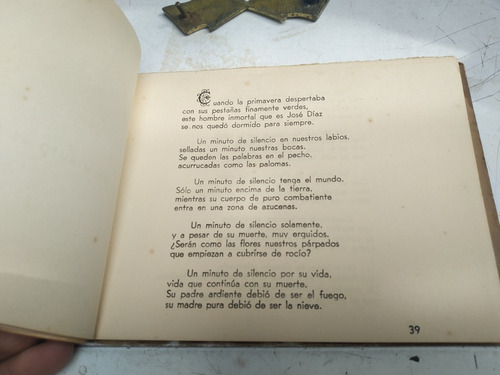 Cuando la primavera despertaba
con sus pestañas finamente verdes,
este hombre inmortal que es José Díaz
se nos quedó dormido para siempre.
Un minuto de silencio en nuestros labios,
selladas un minuto nuestras bocas.
Se queden las palabras en el pecho,
acurrucadas como las palomas.
Un minuto de silencio tenga el mundo.
Sólo un minuto encima de la tierra,
mientras su cuerpo de puro combatiente
entra en una zona de azucenas.
Un minuto de silencio solamente,
y a pesar de su muerte, muy erguidos.
¿Serán como las flores nuestros párpados
que empiezan a cubrirse de rocío?
Un minuto de silencio por su vida,
vida que continúa con su muerte.
Su padre ardiente debió de ser el fuego,
su madre pura debió de ser la nieve.
39